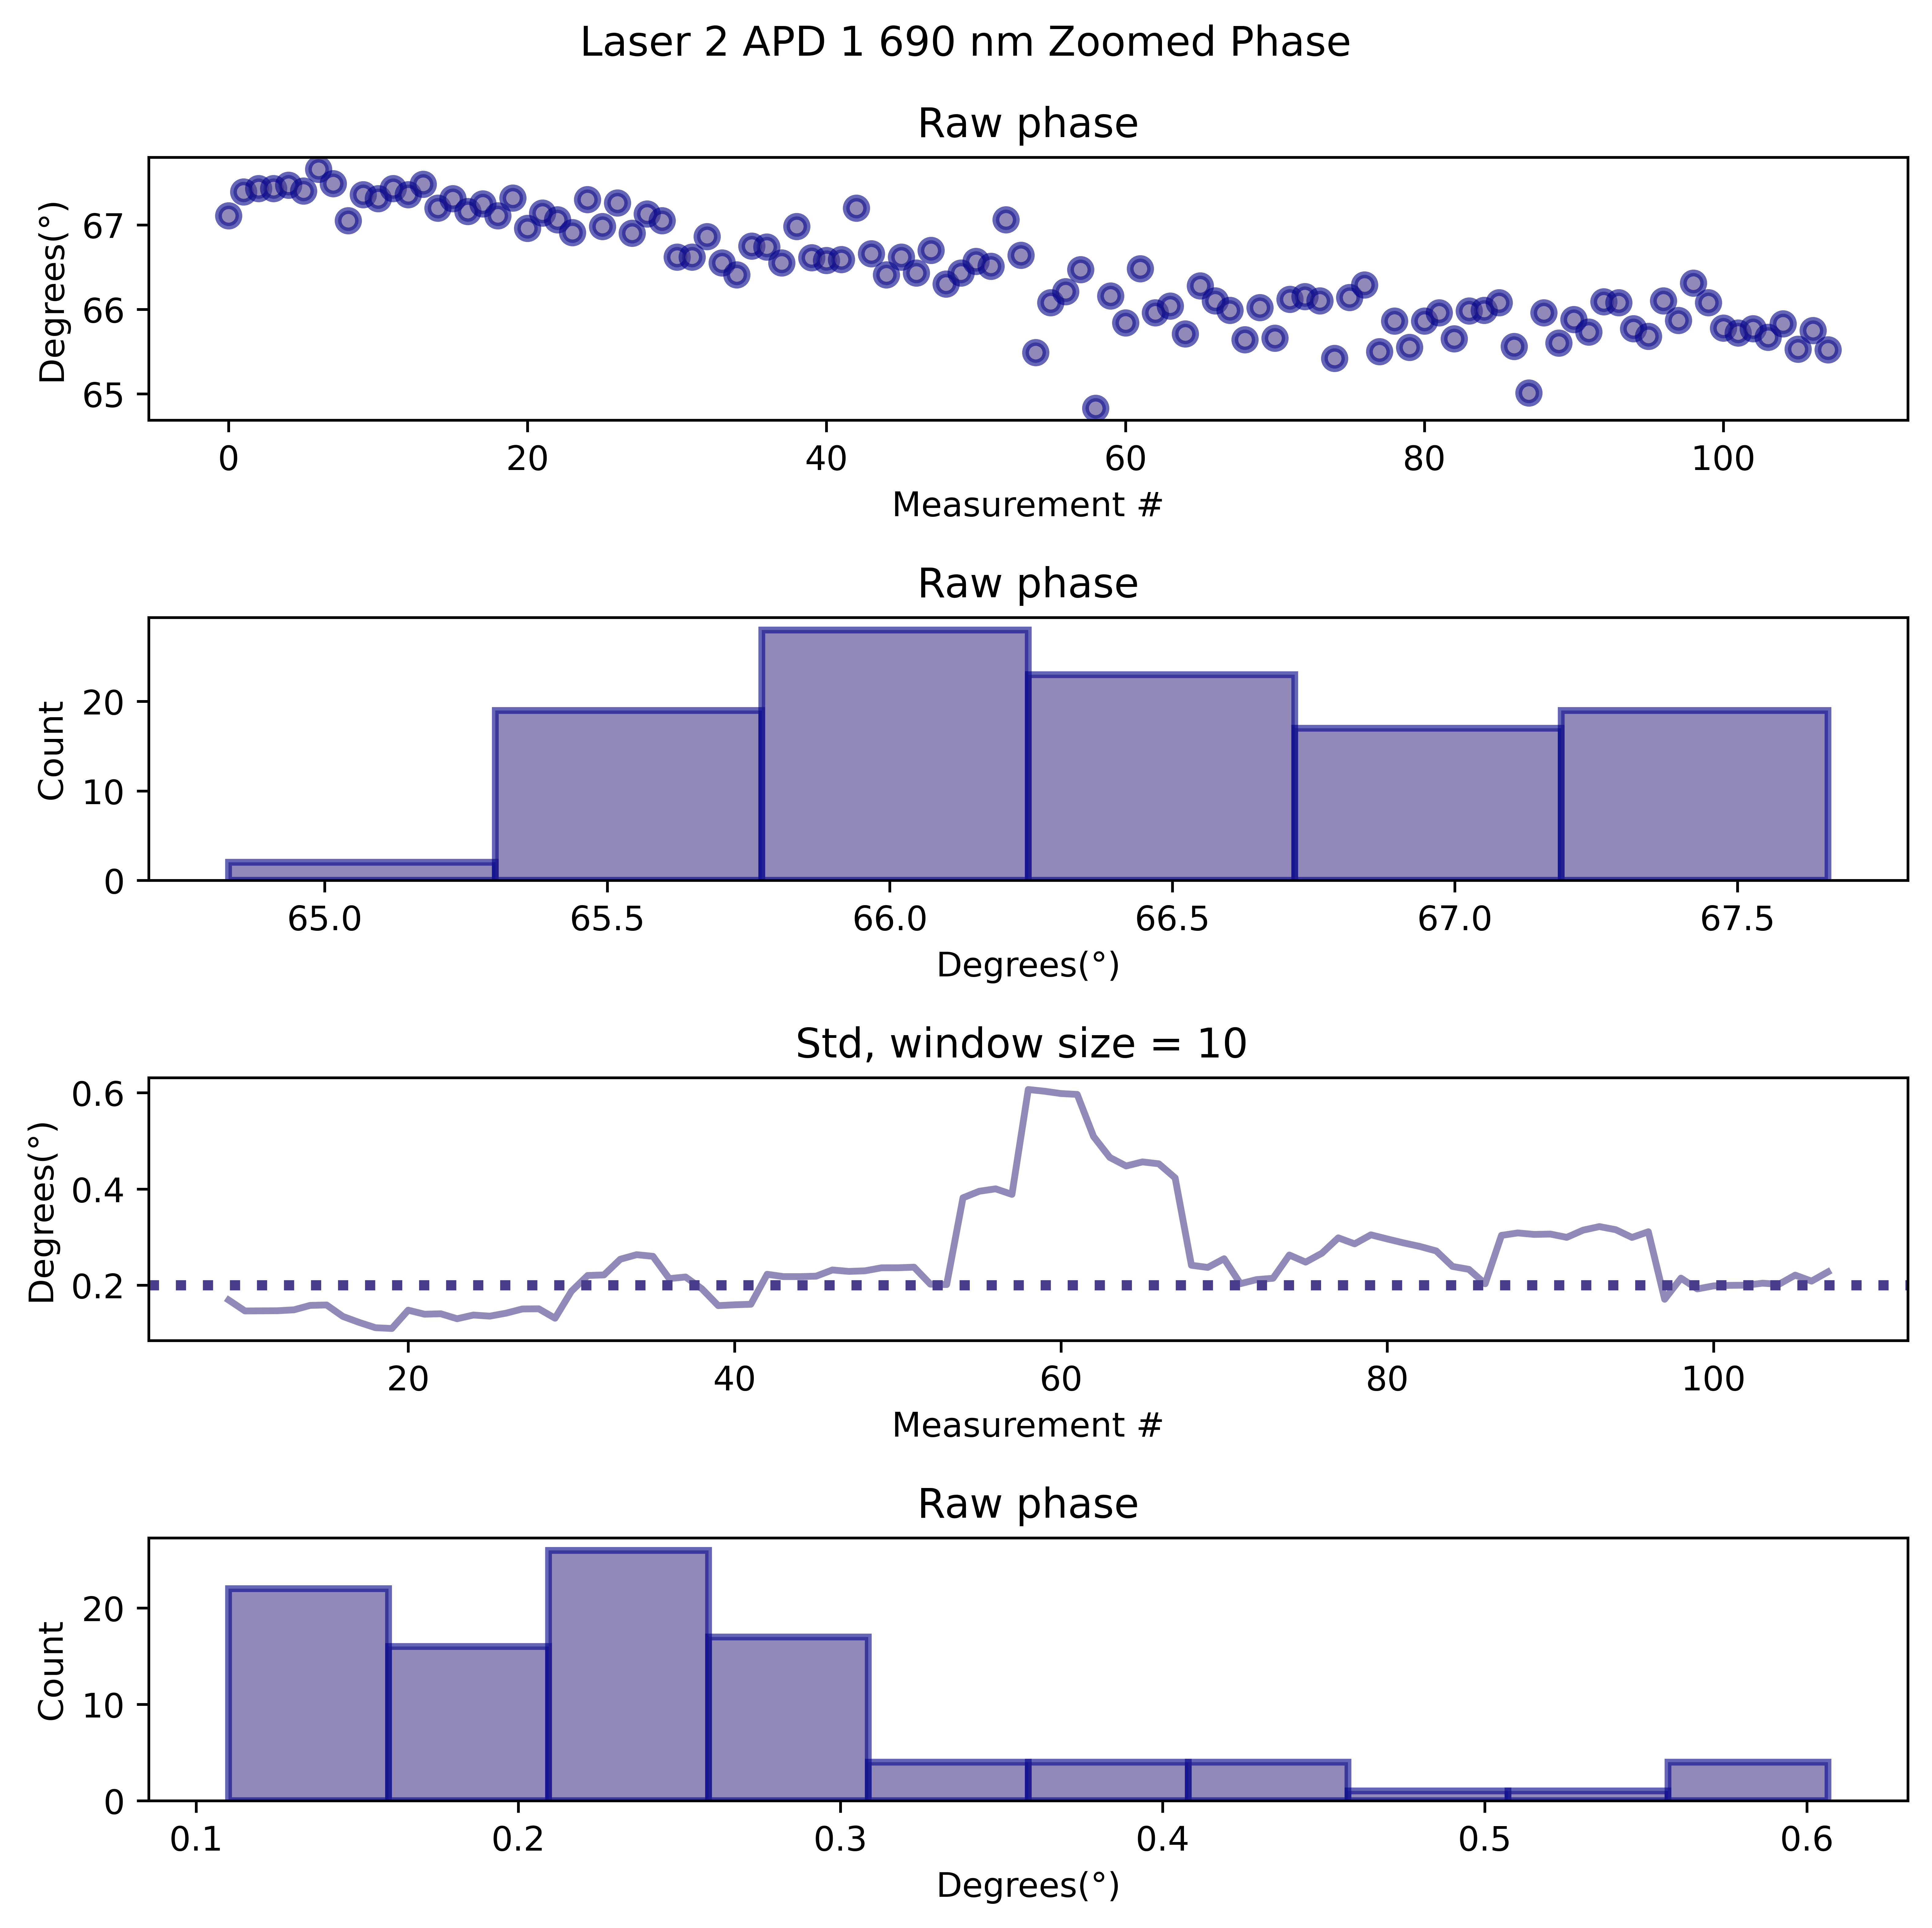 Laser 2 APD 1 690 nm Zoomed Phase
Raw phase
Degrees(°)
67
66
65
0 20 40 60 80 100
Measurement #
Raw phase
Count
20
10
0
65.0 65.5 66.0 66.5 67.0 67.5
Degrees(°)
Std, window size = 10
Degrees(°)
0.6
0.4
0.2
20 40 60 80 100
Measurement #
Raw phase
Count
20
10
0
0.1 0.2 0.3 0.4 0.5 0.6
Degrees(°)